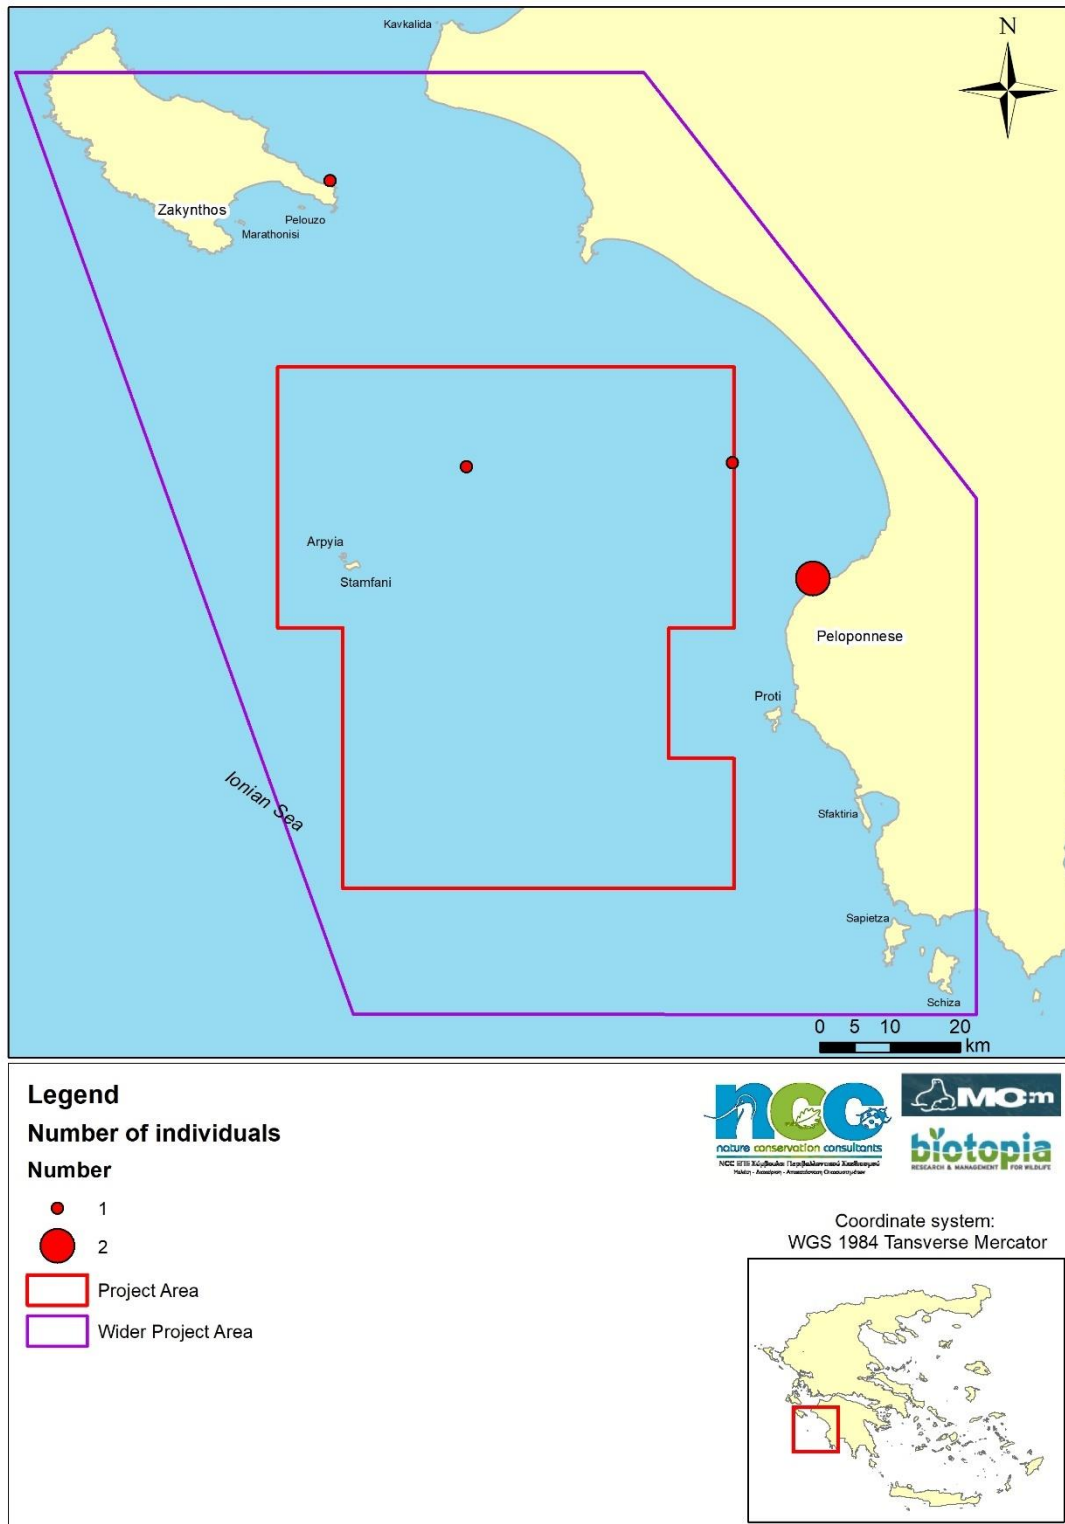 Kavkalida
N
Zakynthos
Pelouzo
Marathonisi
Arpyia
Stamfani
Peloponnese
Proti
Ionian Sea
Sfaktiria
Sapietza
Schiza
0 5 10 20
km
Legend
Number of individuals
Number
1
2
Project Area
Wider Project Area
ncc
nature conservation consultants
MOm
biotopia
RESEARCH & MANAGEMENT FOR WILDLIFE
Coordinate system:
WGS 1984 Tansverse Mercator